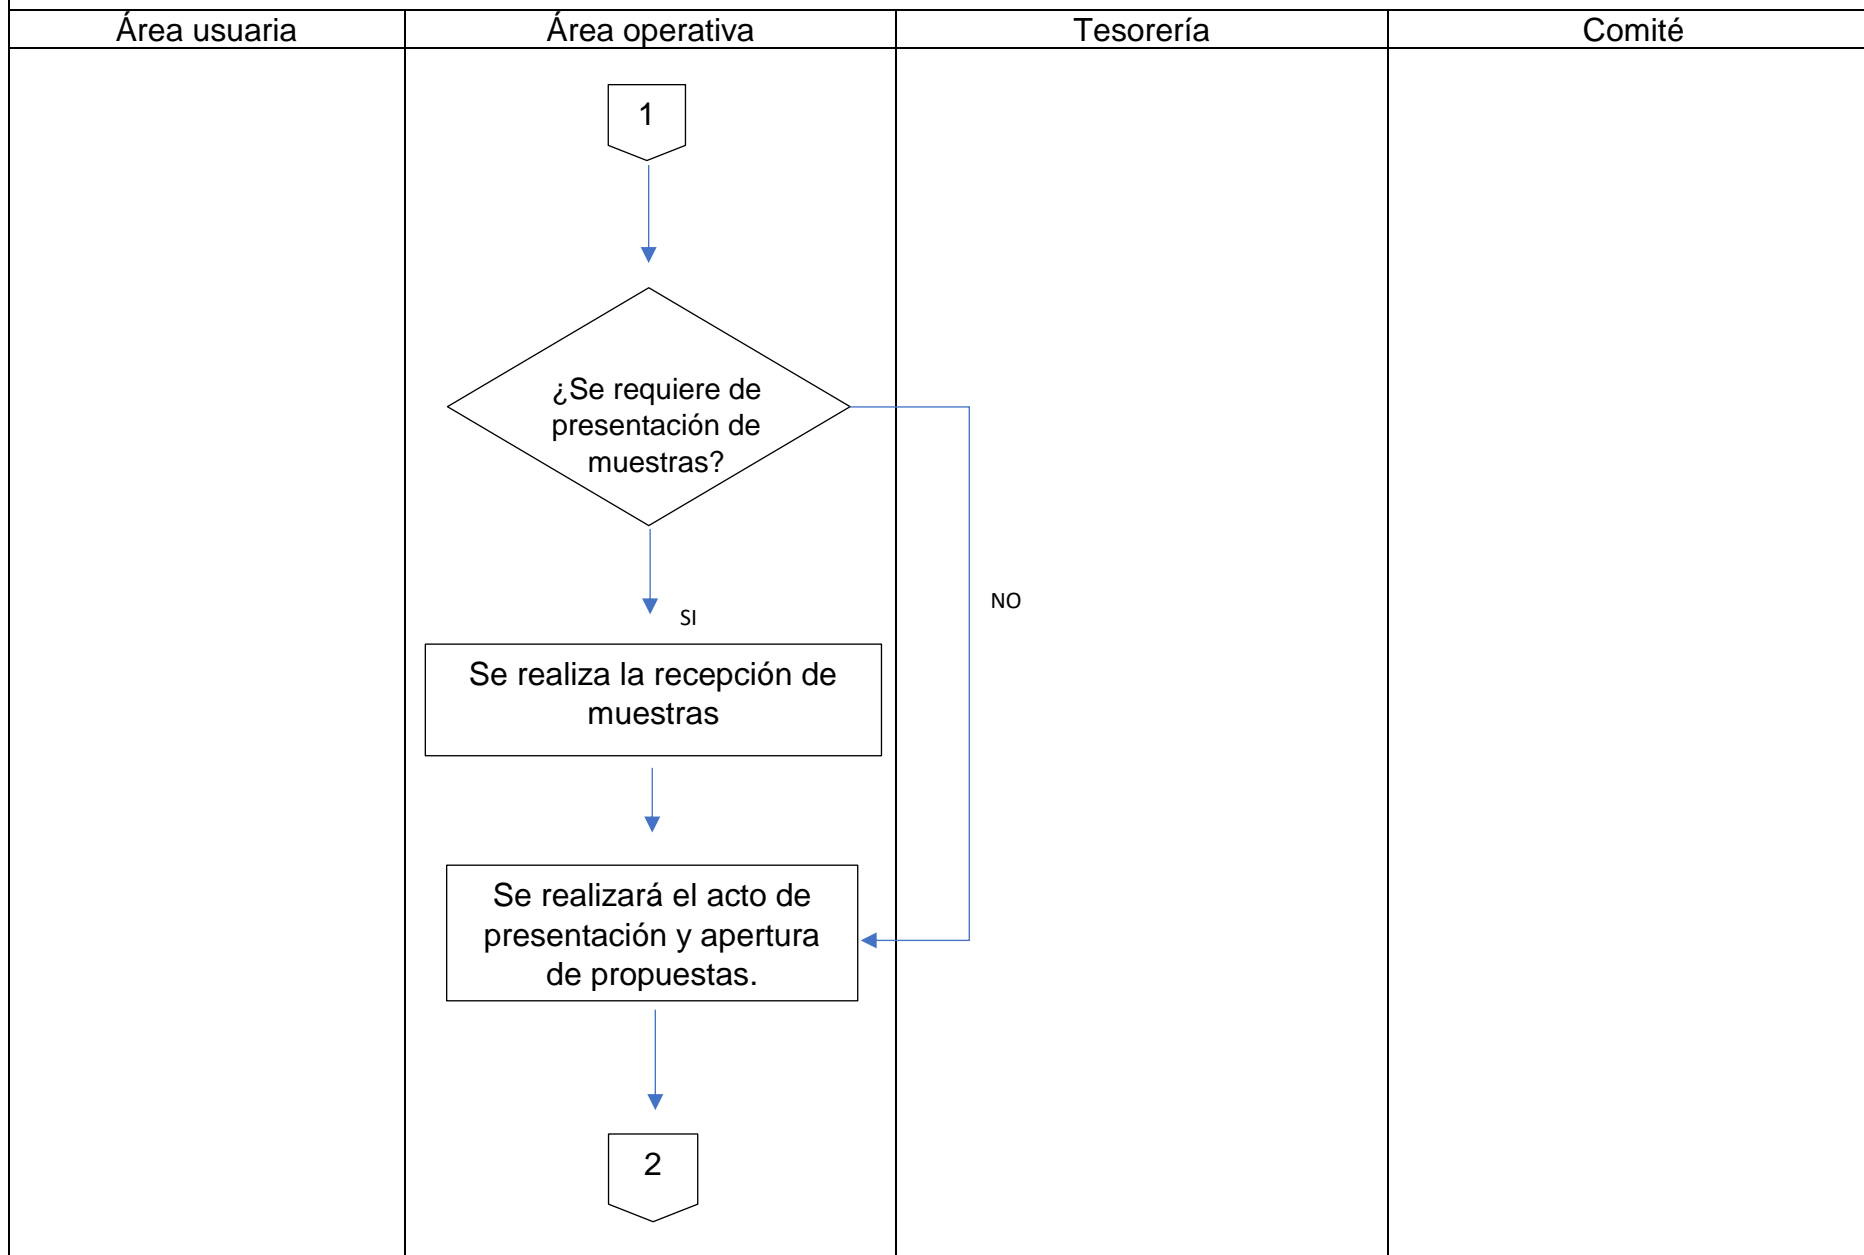 Área usuaria
Área operativa
Tesorería
Comité
1
¿Se requiere de
presentación de
muestras?
SI
NO
Se realiza la recepción de
muestras
Se realizará el acto de
presentación y apertura
de propuestas.
2